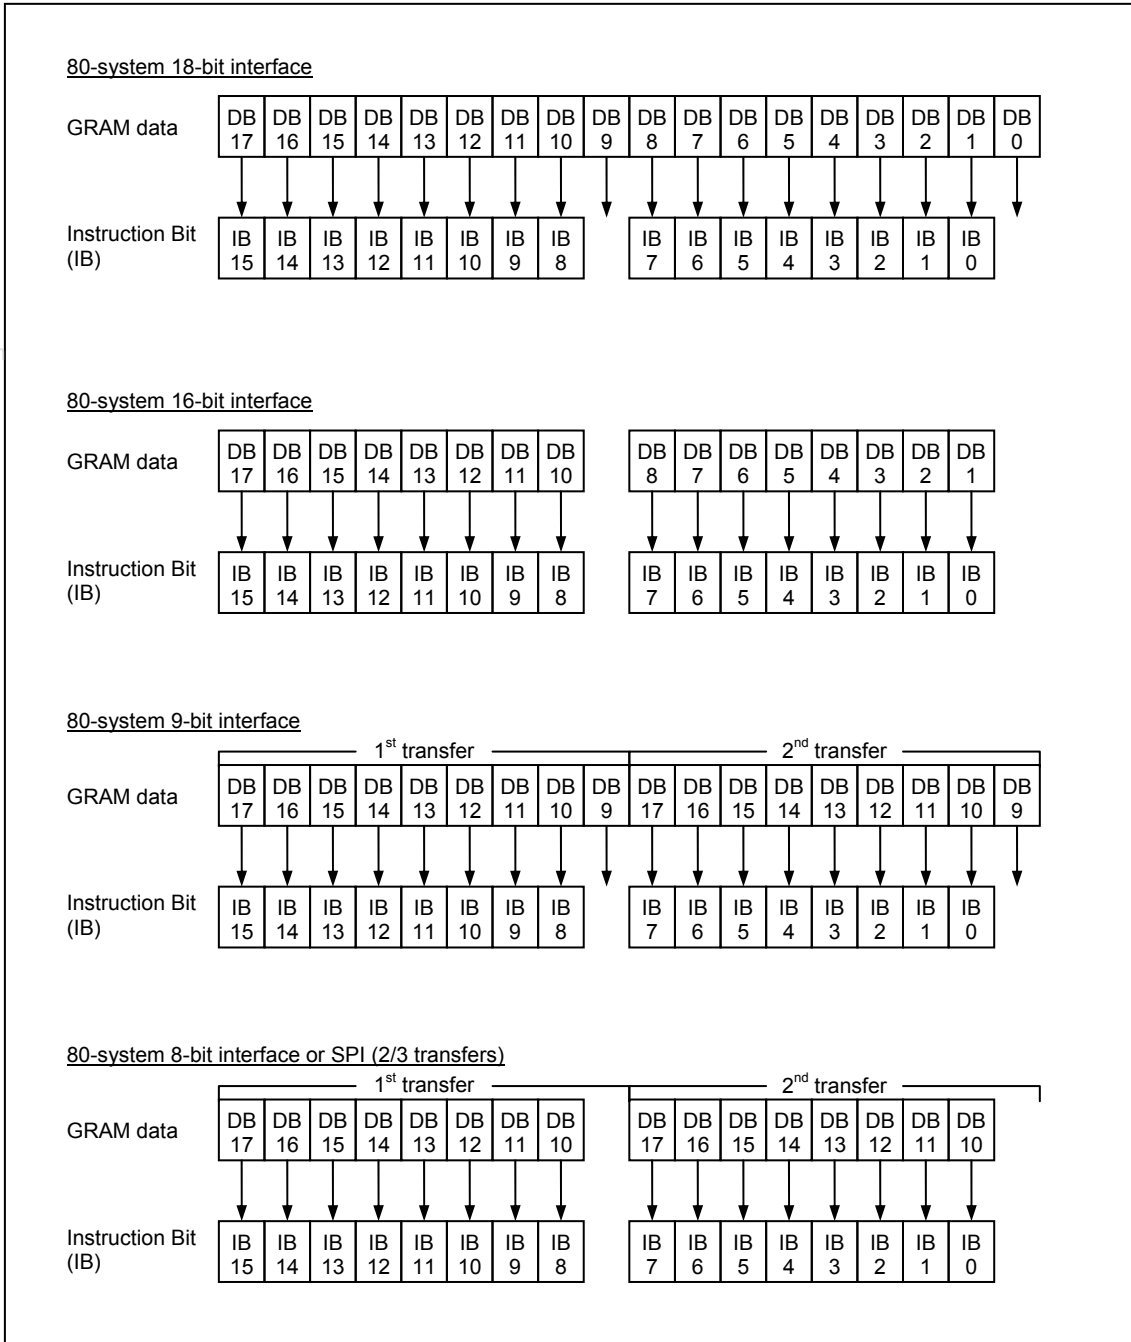 80-system 18-bit interface
GRAM data
DB DB DB DB DB DB DB DB DB DB DB DB DB DB DB DB DB DB
17 16 15 14 13 12 11 10 9 8 7 6 5 4 3 2 1 0
Instruction Bit
(IB)
IB IB IB IB IB IB IB IB IB IB IB IB IB IB IB IB
15 14 13 12 11 10 9 8 7 6 5 4 3 2 1 0
80-system 16-bit interface
GRAM data
DB DB DB DB DB DB DB DB DB DB DB DB DB DB DB DB
17 16 15 14 13 12 11 10 8 7 6 5 4 3 2 1
Instruction Bit
(IB)
IB IB IB IB IB IB IB IB IB IB IB IB IB IB IB IB
15 14 13 12 11 10 9 8 7 6 5 4 3 2 1 0
80-system 9-bit interface
1st transfer 2nd transfer
GRAM data
DB DB DB DB DB DB DB DB DB DB DB DB DB DB DB DB DB DB
17 16 15 14 13 12 11 10 9 17 16 15 14 13 12 11 10 9
Instruction Bit
(IB)
IB IB IB IB IB IB IB IB IB IB IB IB IB IB IB IB
15 14 13 12 11 10 9 8 7 6 5 4 3 2 1 0
80-system 8-bit interface or SPI (2/3 transfers)
1st transfer 2nd transfer
GRAM data
DB DB DB DB DB DB DB DB DB DB DB DB DB DB DB DB
17 16 15 14 13 12 11 10 17 16 15 14 13 12 11 10
Instruction Bit
(IB)
IB IB IB IB IB IB IB IB IB IB IB IB IB IB IB IB
15 14 13 12 11 10 9 8 7 6 5 4 3 2 1 0